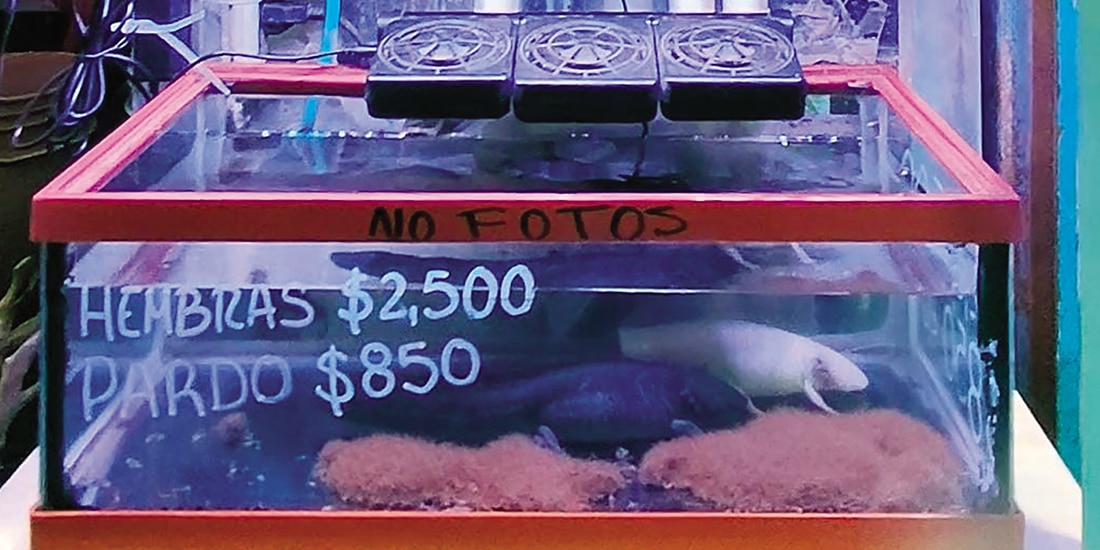 NO FOTOS
HEMBRAS $2,500
PARDO $850